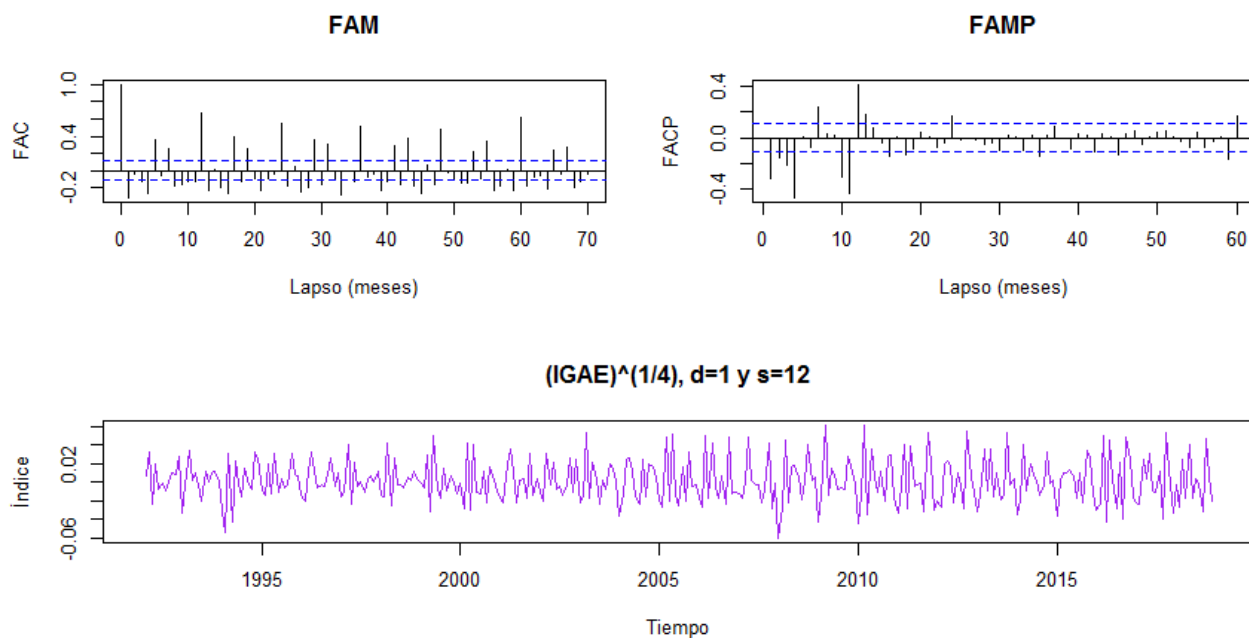 FAM
FAC
1.0
0.4
-0.2
0 10 20 30 40 50 60 70
Lapso (meses)
FAMP
FACP
0.4
0.0
-0.4
0 10 20 30 40 50 60
Lapso (meses)
(IGAE)^(1/4), d=1 y s=12
Índice
0.02
-0.06
1995 2000 2005 2010 2015
Tiempo